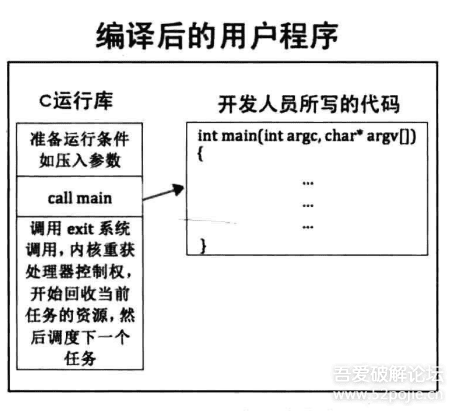 编译后的用户程序
C运行库
准备运行条件
如压入参数
call main
调用 exit 系统
调用，内核重获
处理器控制权，
开始回收当前
任务的资源，然
后调度下一个
任务
开发人员所写的代码
int main(int argc, char* argv[])
{
...
...
...
}
吾爱破解论坛
www.52pojie.cn